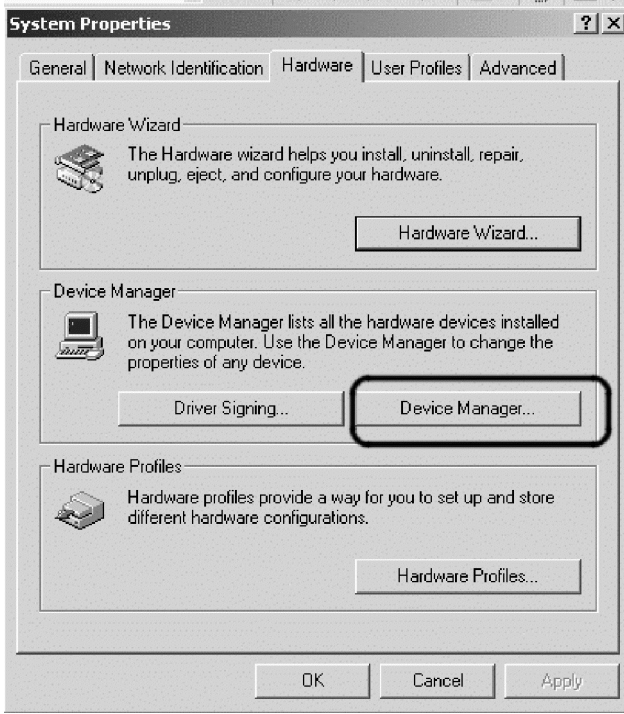 System Properties
General
Network Identification
Hardware
User Profiles
Advanced
Hardware Wizard
The Hardware wizard helps you install, uninstall, repair,
unplug, eject, and configure your hardware.
Hardware Wizard...
Device Manager
The Device Manager lists all the hardware devices installed
on your computer. Use the Device Manager to change the
properties of any device.
Driver Signing...
Device Manager...
Hardware Profiles
Hardware profiles provide a way for you to set up and store
different hardware configurations.
Hardware Profiles...
OK
Cancel
Apply